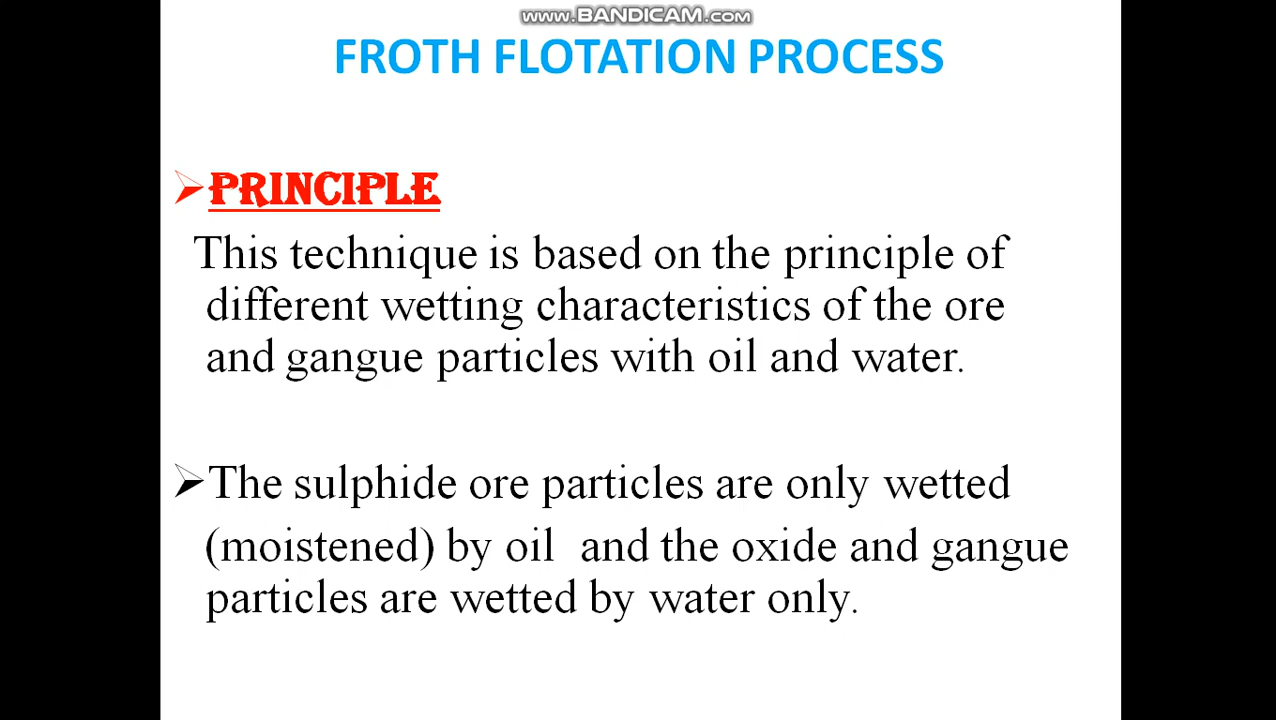 www.BANDICAM.com
FROTH FLOTATION PROCESS
PRINCIPLE
This technique is based on the principle of
different wetting characteristics of the ore
and gangue particles with oil and water.
The sulphide ore particles are only wetted
(moistened) by oil and the oxide and gangue
particles are wetted by water only.